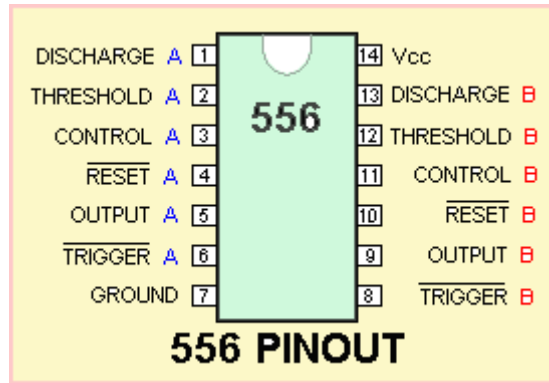 DISCHARGE A 1 14 Vcc
THRESHOLD A 2 13 DISCHARGE B
556
CONTROL A 3 12 THRESHOLD B
RESET A 4 11 CONTROL B
OUTPUT A 5 10 RESET B
TRIGGER A 6 9 OUTPUT B
GROUND 7 8 TRIGGER B
556 PINOUT